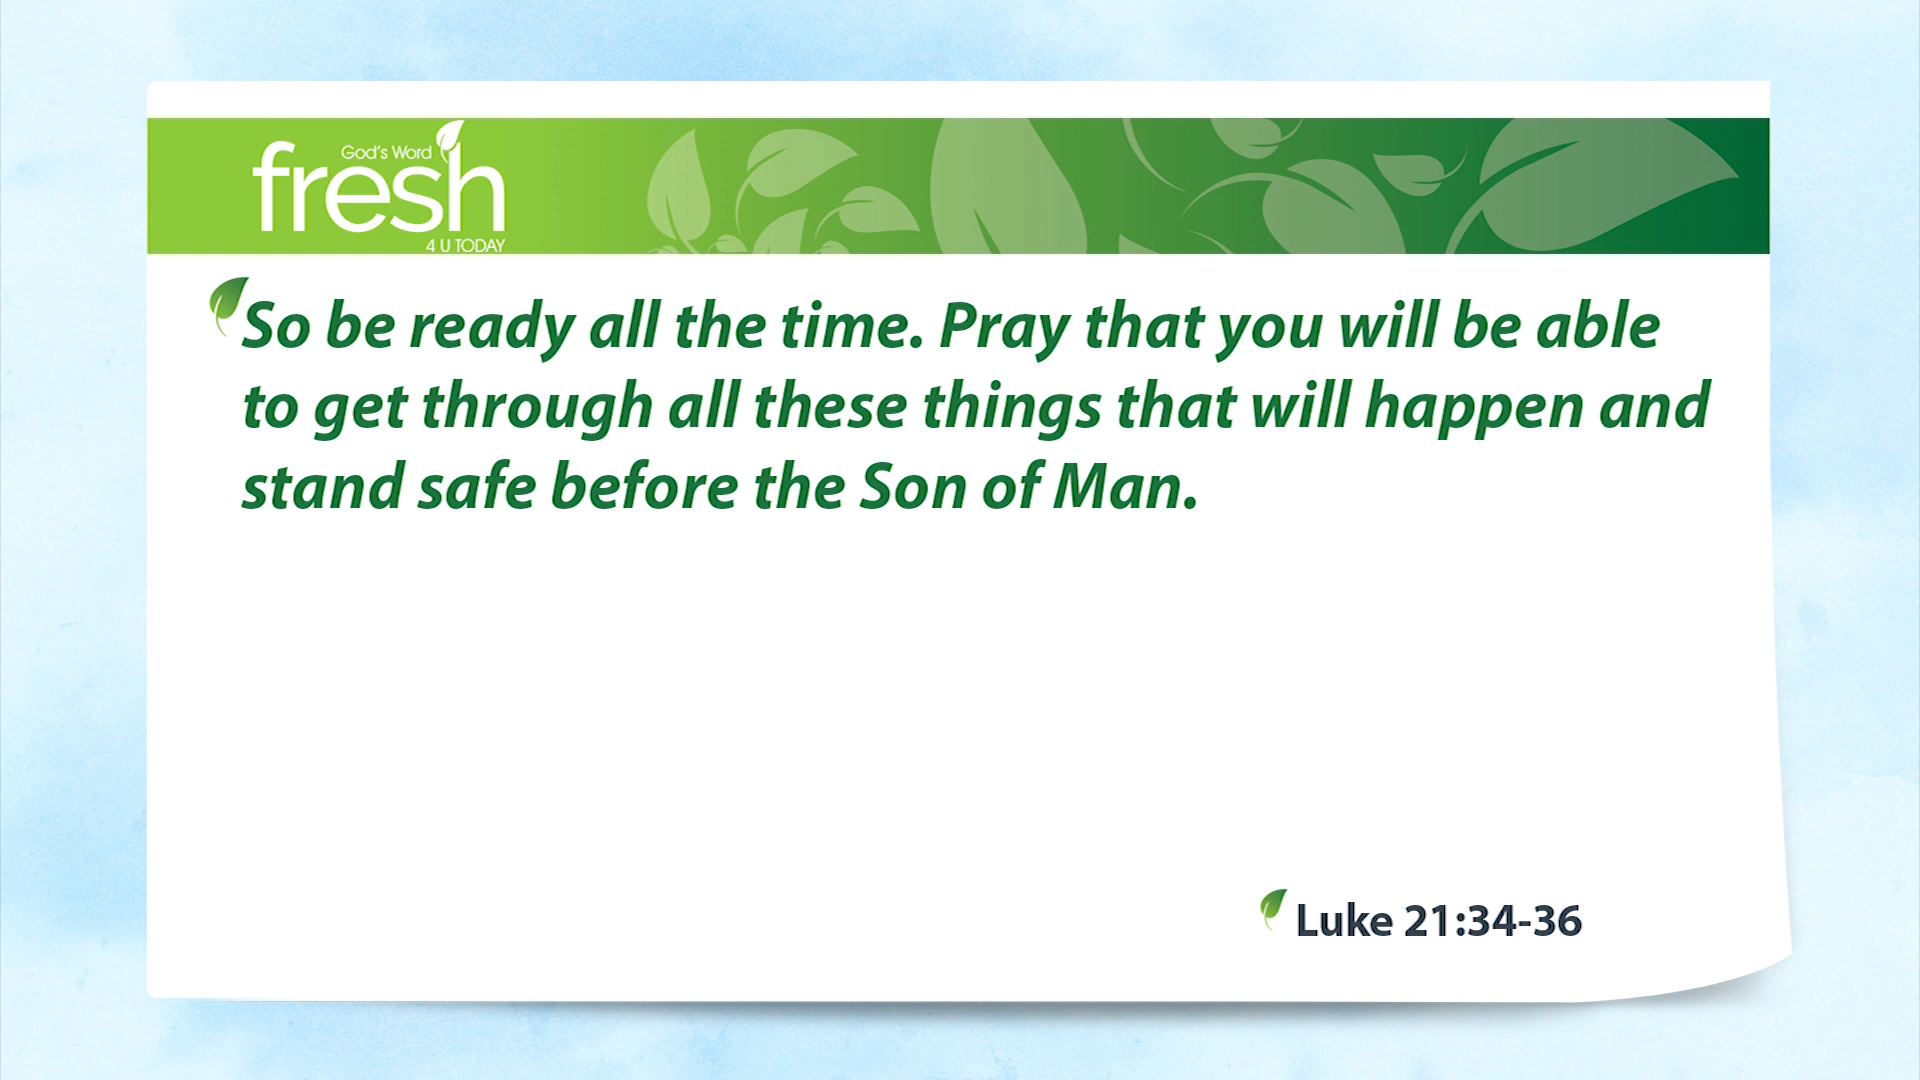 God's Word
fresh
4 U TODAY
So be ready all the time. Pray that you will be able
to get through all these things that will happen and
stand safe before the Son of Man.
Luke 21:34-36